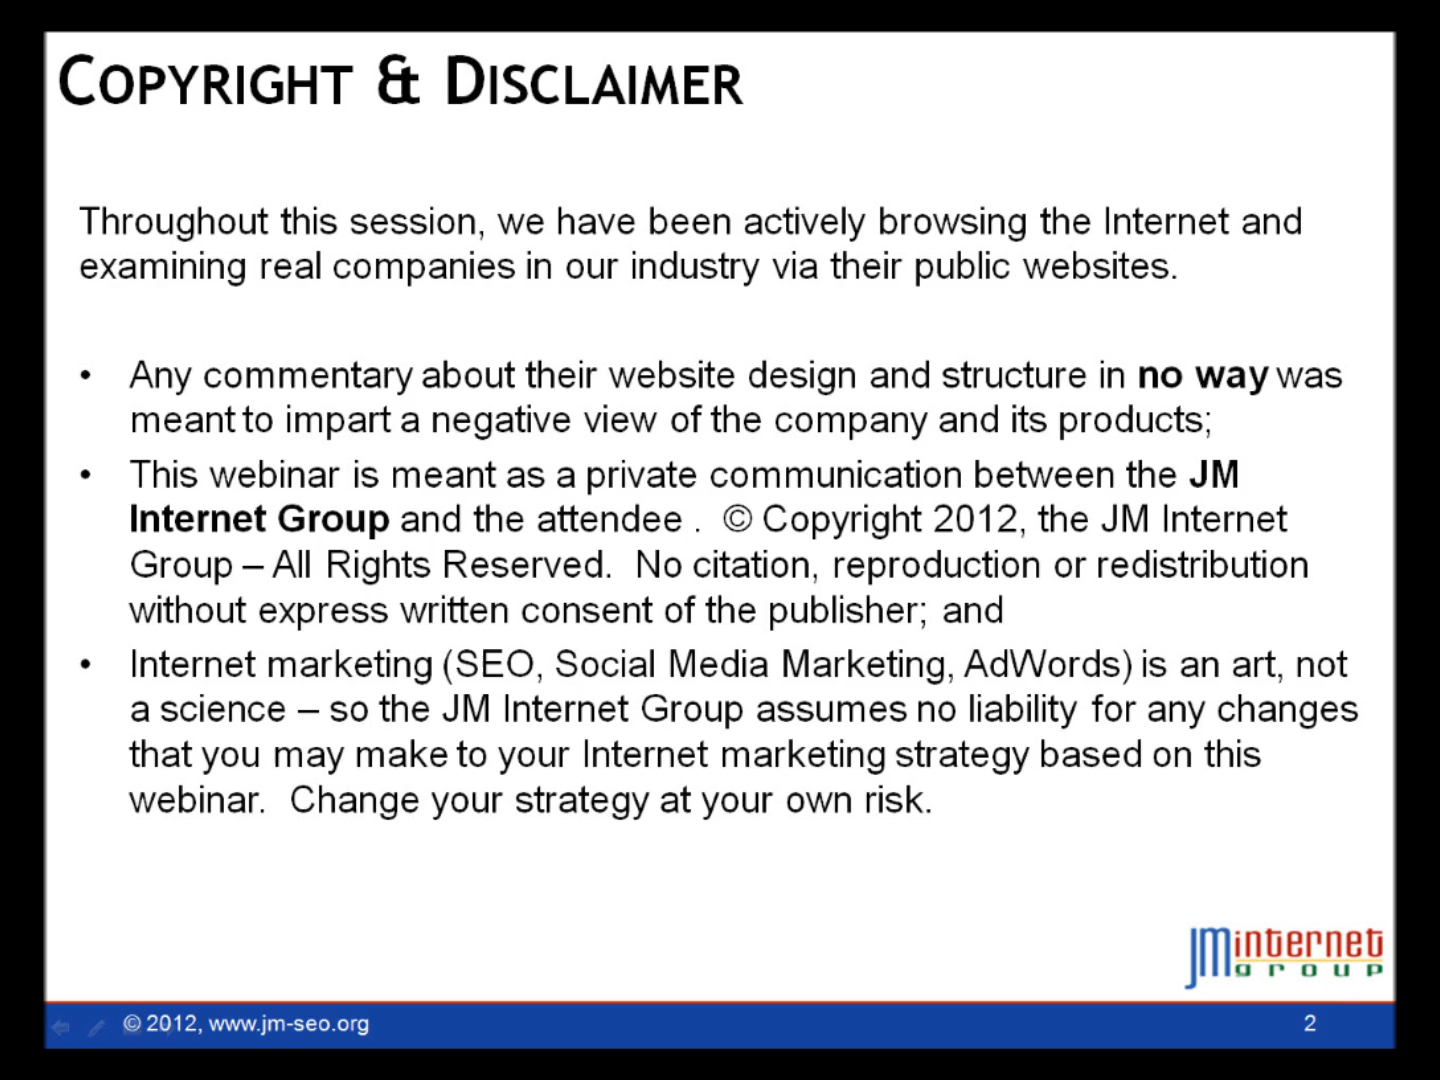 COPYRIGHT & DISCLAIMER
Throughout this session, we have been actively browsing the Internet and
examining real companies in our industry via their public websites.
• Any commentary about their website design and structure in no way was
meant to impart a negative view of the company and its products;
• This webinar is meant as a private communication between the JM
Internet Group and the attendee . © Copyright 2012, the JM Internet
Group – All Rights Reserved. No citation, reproduction or redistribution
without express written consent of the publisher; and
• Internet marketing (SEO, Social Media Marketing, AdWords) is an art, not
a science – so the JM Internet Group assumes no liability for any changes
that you may make to your Internet marketing strategy based on this
webinar. Change your strategy at your own risk.
JMinternet
group
© 2012, www.jm-seo.org
2